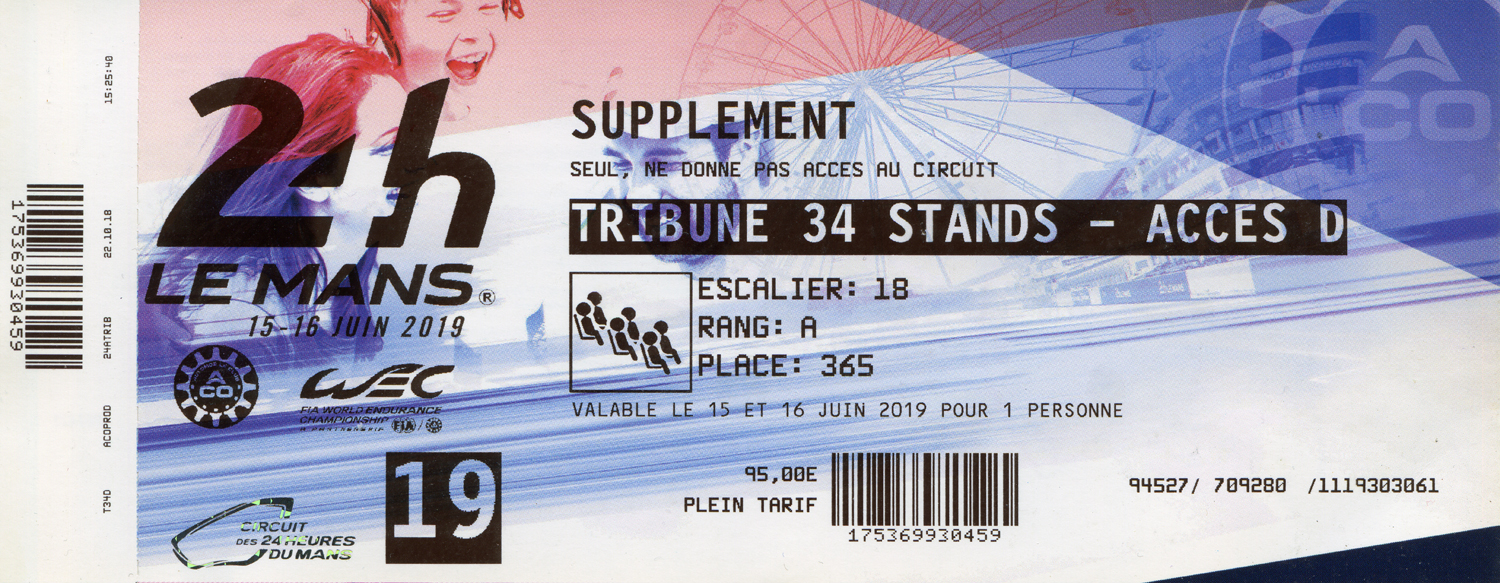 175369930459
15:25:40
22.10.18
24ATRIB
ACOPROD
T34D
24h
LE MANS®
15-16 JUIN 2019
ACO
WEC
FIA WORLD ENDURANCE
CHAMPIONSHIP
FIA
CIRCUIT
DES 24 HEURES
DU MANS
19
SUPPLEMENT
SEUL, NE DONNE PAS ACCES AU CIRCUIT
TRIBUNE 34 STANDS - ACCES D
ESCALIER: 18
RANG: A
PLACE: 365
VALABLE LE 15 ET 16 JUIN 2019 POUR 1 PERSONNE
95,00E
PLEIN TARIF
175369930459
94527/ 709280 /1119303061
ACO